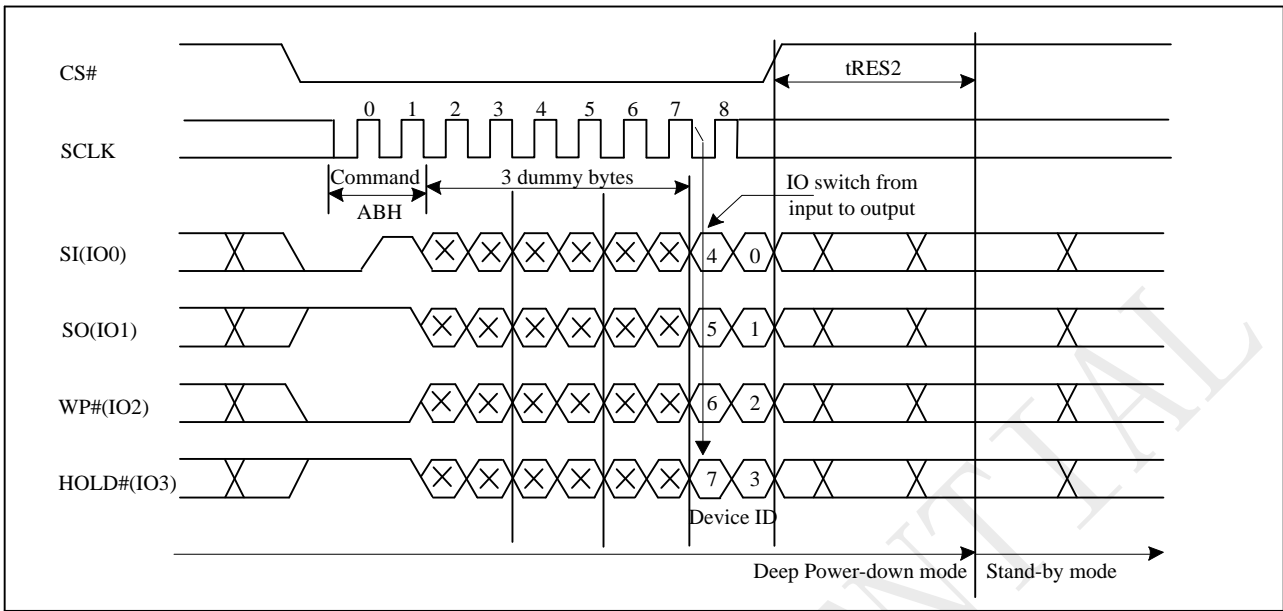 CS#
tRES2
0 1 2 3 4 5 6 7 8
SCLK
Command
3 dummy bytes
IO switch from
input to output
ABH
SI(IO0)
4 0
SO(IO1)
5 1
WP#(IO2)
6 2
HOLD#(IO3)
7 3
Device ID
Deep Power-down mode
Stand-by mode
NTIAL